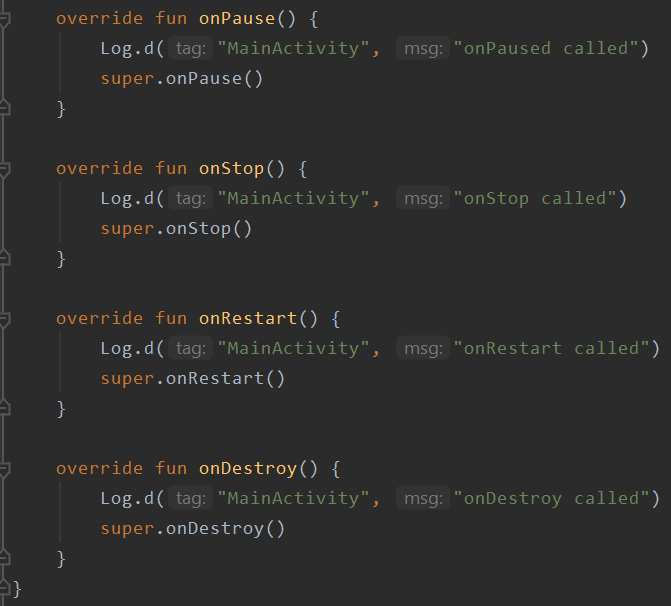 override fun onPause() {
Log.d( tag: "MainActivity", msg: "onPaused called")
super.onPause()
}
override fun onStop() {
Log.d( tag: "MainActivity", msg: "onStop called")
super.onStop()
}
override fun onRestart() {
Log.d( tag: "MainActivity", msg: "onRestart called")
super.onRestart()
}
override fun onDestroy() {
Log.d( tag: "MainActivity", msg: "onDestroy called")
super.onDestroy()
}
}